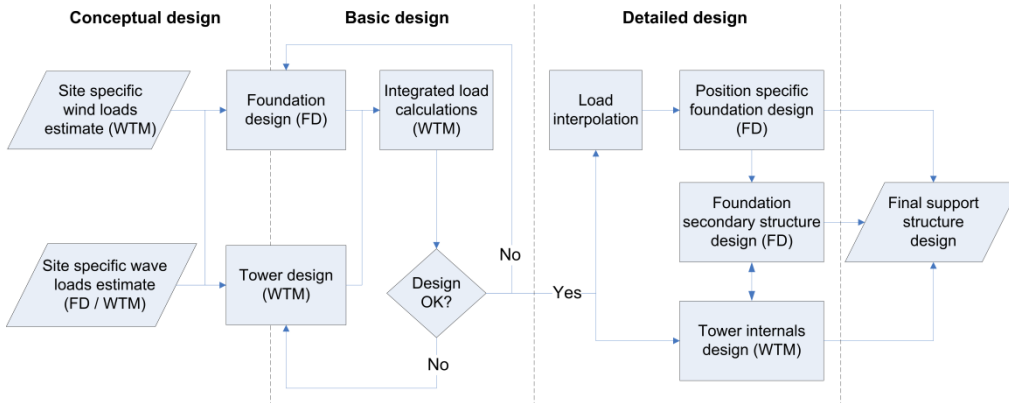 Conceptual design
Basic design
Detailed design
Site specific
wind loads
estimate (WTM)
Foundation
design (FD)
Integrated load
calculations
(WTM)
Load
interpolation
Position specific
foundation design
(FD)
Foundation
secondary structure
design (FD)
Final support
structure
design
Site specific wave
loads estimate
(FD / WTM)
Tower design
(WTM)
Design
OK?
No
Yes
No
Tower internals
design (WTM)